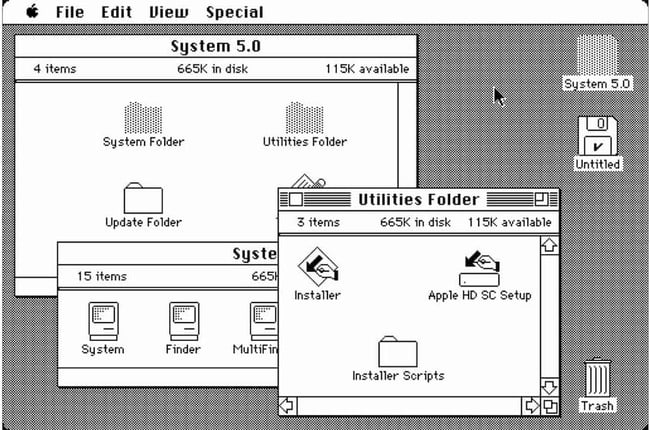 File Edit View Special
System 5.0
4 items 665K in disk 115K available
System Folder Utilities Folder
Update Folder
System 5.0
Untitled
Utilities Folder
3 items 665K in disk 115K available
Installer Apple HD SC Setup
Installer Scripts
Syste
15 items 665K
System Finder MultiFin
Trash